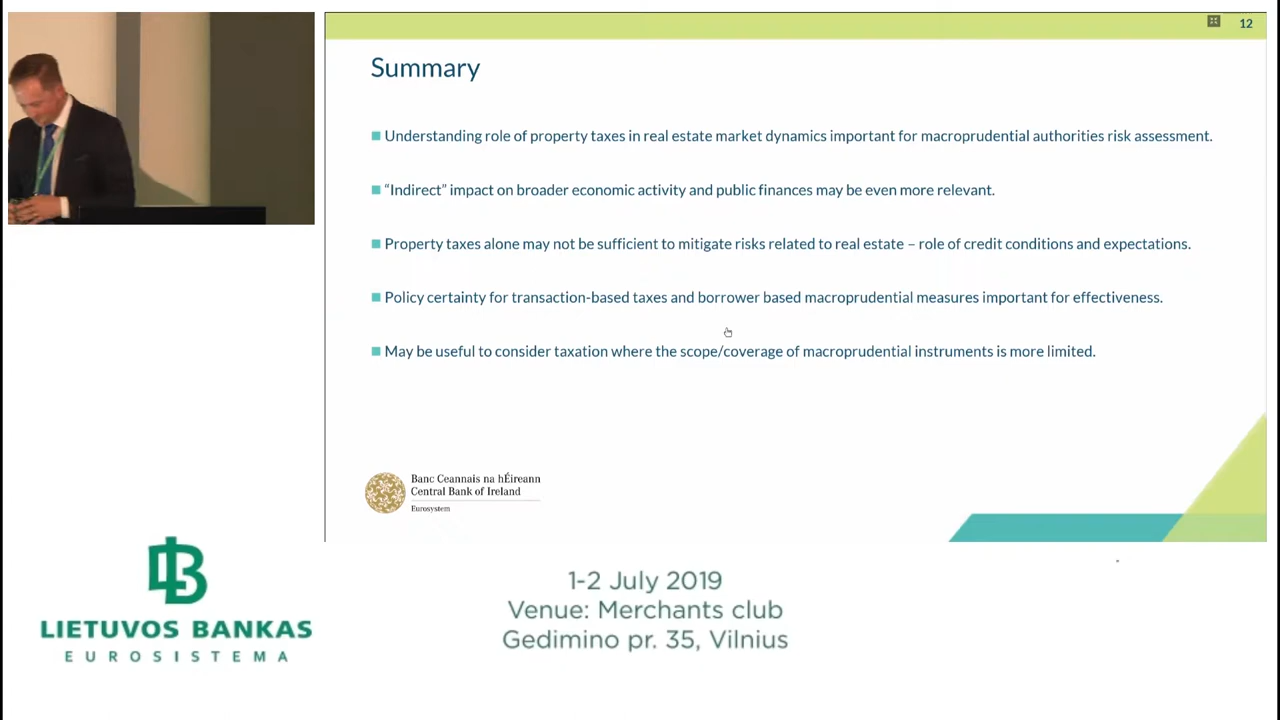 12
Summary
Understanding role of property taxes in real estate market dynamics important for macroprudential authorities risk assessment.
“Indirect” impact on broader economic activity and public finances may be even more relevant.
Property taxes alone may not be sufficient to mitigate risks related to real estate – role of credit conditions and expectations.
Policy certainty for transaction-based taxes and borrower based macroprudential measures important for effectiveness.
May be useful to consider taxation where the scope/coverage of macroprudential instruments is more limited.
Banc Ceannais na hÉireann
Central Bank of Ireland
Eurosystem
LIETUVOS BANKAS
EUROSISTEMA
1-2 July 2019
Venue: Merchants club
Gedimino pr. 35, Vilnius